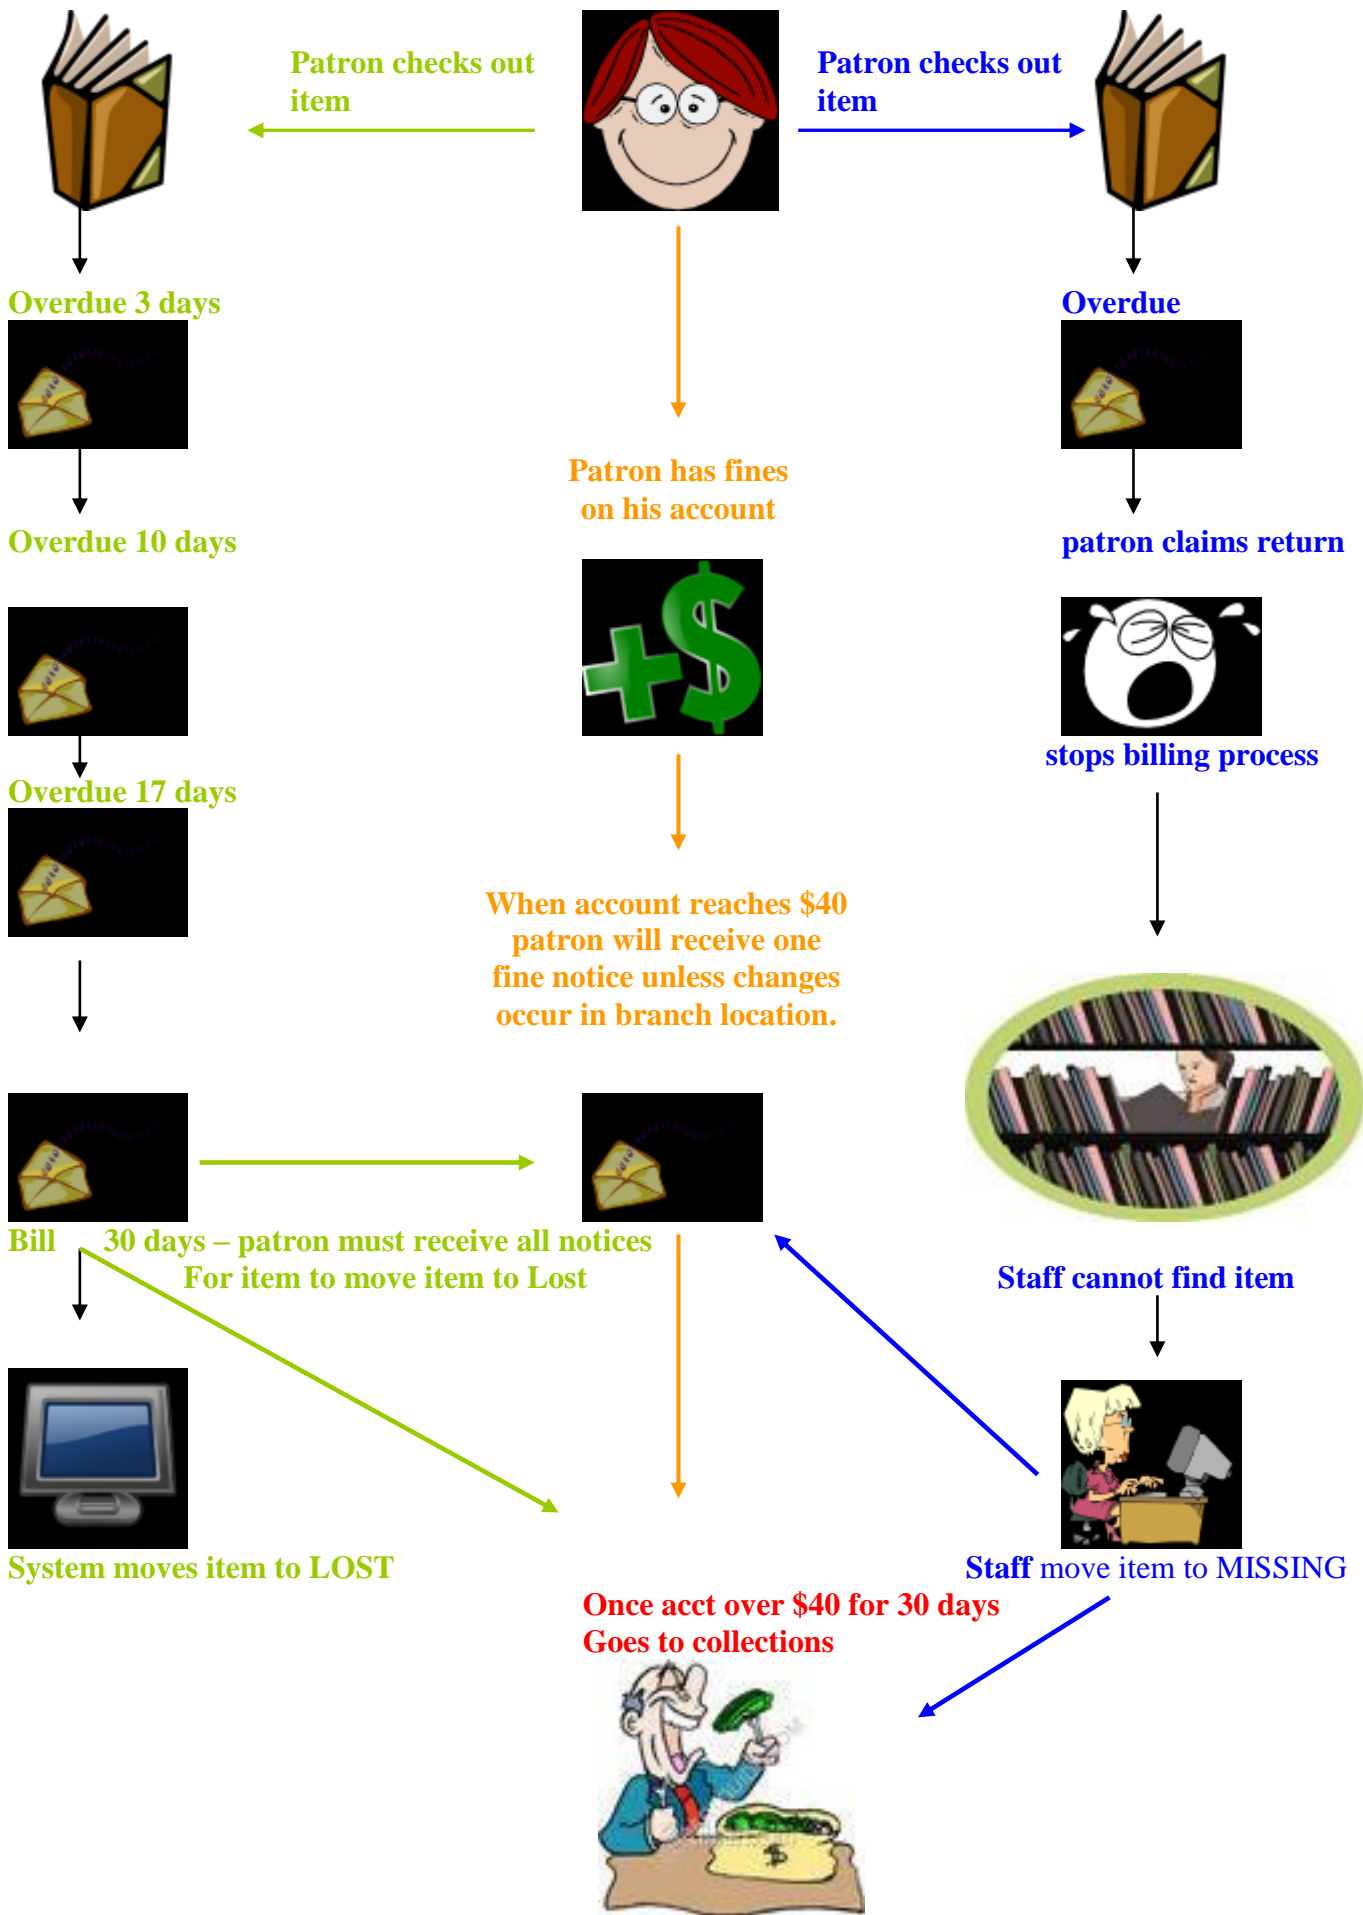 Patron checks out
item
Patron checks out
item
Overdue 3 days
Overdue
Patron has fines
on his account
Overdue 10 days
patron claims return
stops billing process
Overdue 17 days
When account reaches $40
patron will receive one
fine notice unless changes
occur in branch location.
Bill 30 days – patron must receive all notices
For item to move item to Lost
Staff cannot find item
System moves item to LOST
Staff move item to MISSING
Once acct over $40 for 30 days
Goes to collections
$